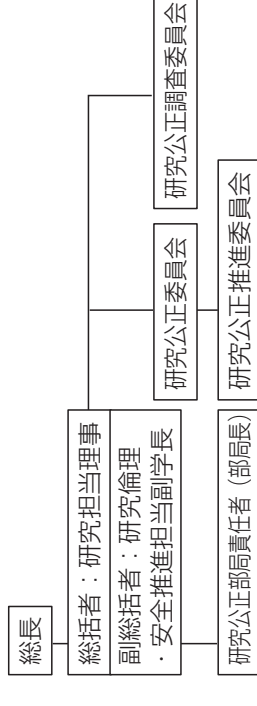 総長
総括者：研究担当理事
副総括者：研究倫理
・安全推進担当副学長
研究公正委員会
研究公正調査委員会
研究公正部局責任者（部局長）
研究公正推進委員会